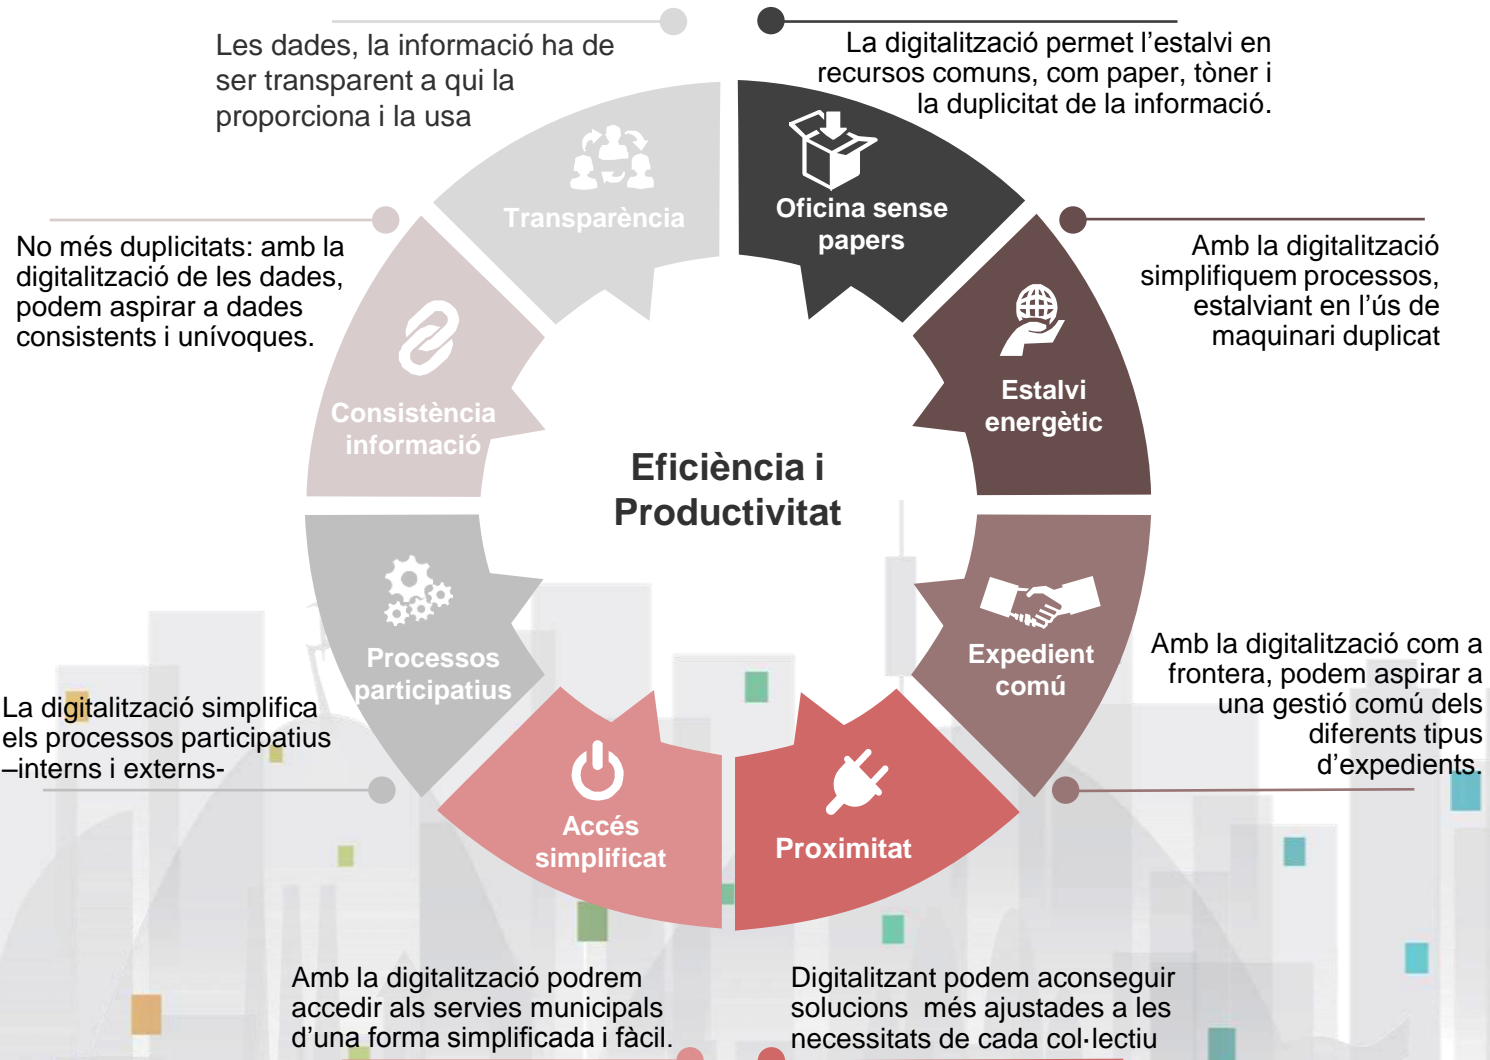 Les dades, la informació ha de
ser transparent a qui la
proporciona i la usa
La digitalització permet l’estalvi en
recursos comuns, com paper, tòner i
la duplicitat de la informació.
Transparència
Oficina sense
papers
No més duplicitats: amb la
digitalització de les dades,
podem aspirar a dades
consistents i unívoques.
Amb la digitalització
simplifiquem processos,
estalviant en l’ús de
maquinari duplicat
Consistència
informació
Estalvi
energètic
Eficiència i
Productivitat
Processos
participatius
Expedient
comú
La digitalització simplifica
els processos participatius
–interns i externs-
Amb la digitalització com a
frontera, podem aspirar a
una gestió comú dels
diferents tipus
d’expedients.
Accés
simplificat
Proximitat
Amb la digitalització podrem
accedir als servies municipals
d’una forma simplificada i fàcil.
Digitalitzant podem aconseguir
solucions  més ajustades a les
necessitats de cada col·lectiu